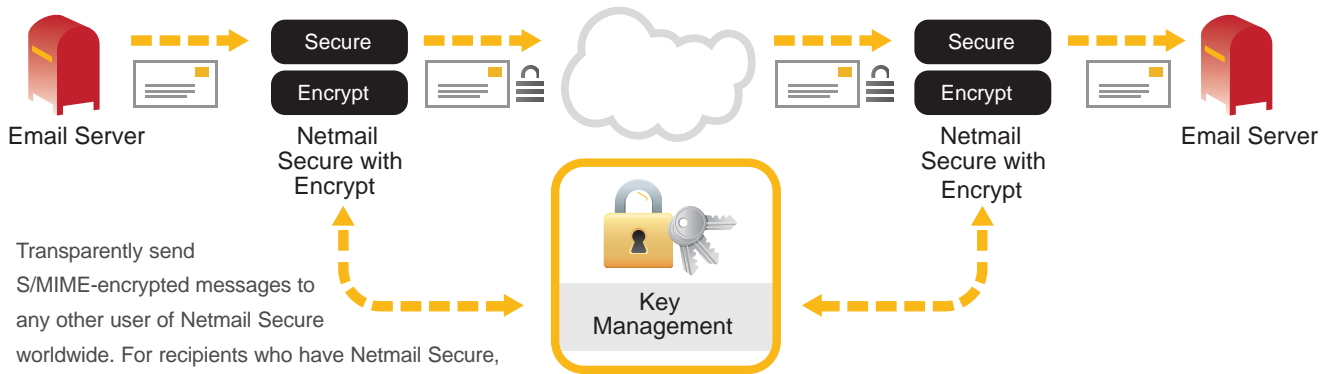 Secure
Encrypt
Secure
Encrypt
Email Server
Netmail
Secure with
Encrypt
Netmail
Secure with
Encrypt
Email Server
Key
Management
Transparently send
S/MIME-encrypted messages to
any other user of Netmail Secure
worldwide. For recipients who have Netmail Secure,